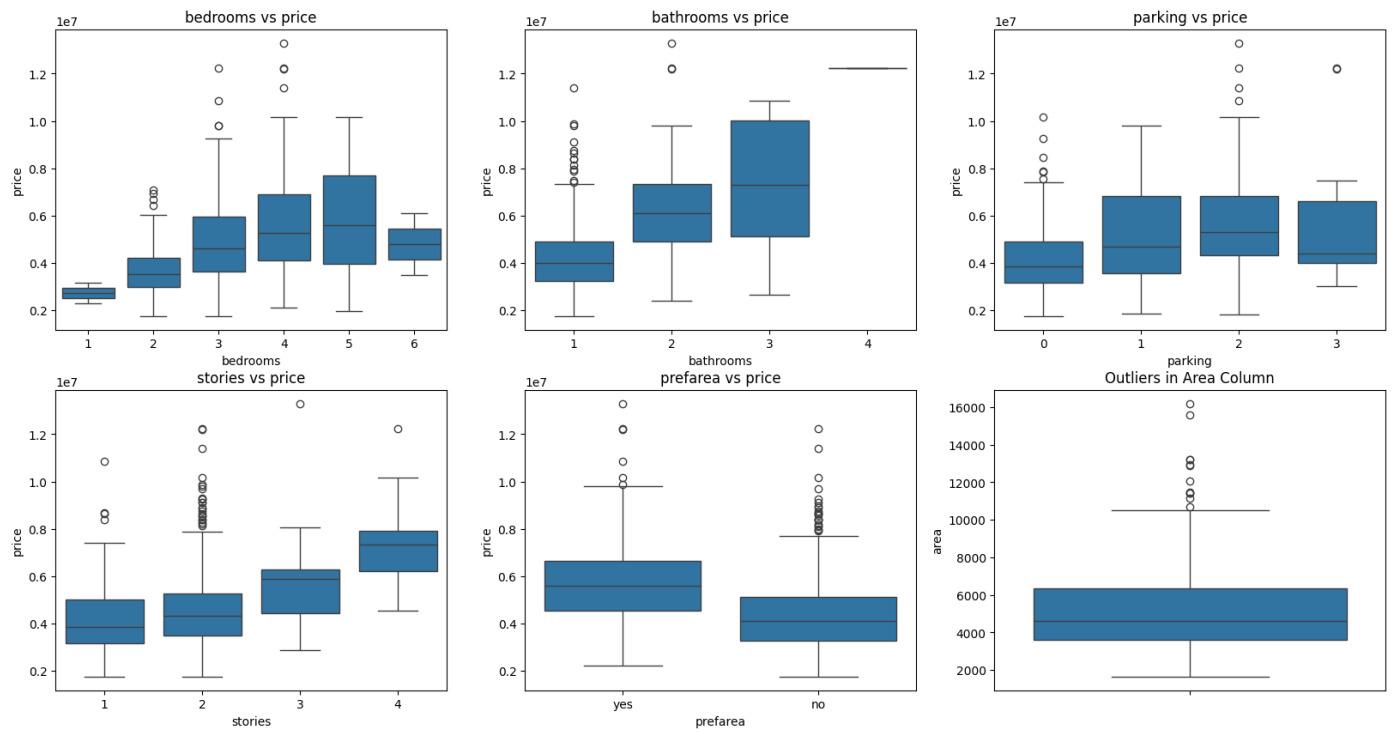 bedrooms vs price
1e7
1.2
1.0
0.8
0.6
0.4
0.2
price
1 2 3 4 5 6
bedrooms
bathrooms vs price
1e7
1.2
1.0
0.8
0.6
0.4
0.2
price
1 2 3 4
bathrooms
parking vs price
1e7
1.2
1.0
0.8
0.6
0.4
0.2
price
0 1 2 3
parking
stories vs price
1e7
1.2
1.0
0.8
0.6
0.4
0.2
price
1 2 3 4
stories
prefarea vs price
1e7
1.2
1.0
0.8
0.6
0.4
0.2
price
yes no
prefarea
Outliers in Area Column
16000
14000
12000
10000
8000
6000
4000
2000
area